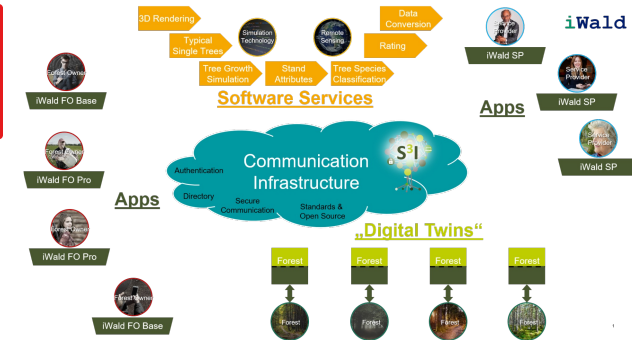 3D Rendering
Typical
Single Trees
Tree Growth
Simulation
Simulation
Technology
Stand
Attributes
Remote
Sensing
Tree Species
Classification
Rating
Data
Conversion
Software Services
iWald
Service
Provider
iWald SP
Service
Provider
iWald SP
Service
Provider
iWald SP
Apps
Forest Owner
iWald FO Base
Forest Owner
iWald FO Pro
Forest Owner
iWald FO Pro
Forest Owner
iWald FO Base
Apps
Communication
Infrastructure
S³I
Authentication
Directory
Secure
Communication
Standards &
Open Source
„Digital Twins“
Forest
Forest
Forest
Forest
Forest
Forest
Forest
Forest